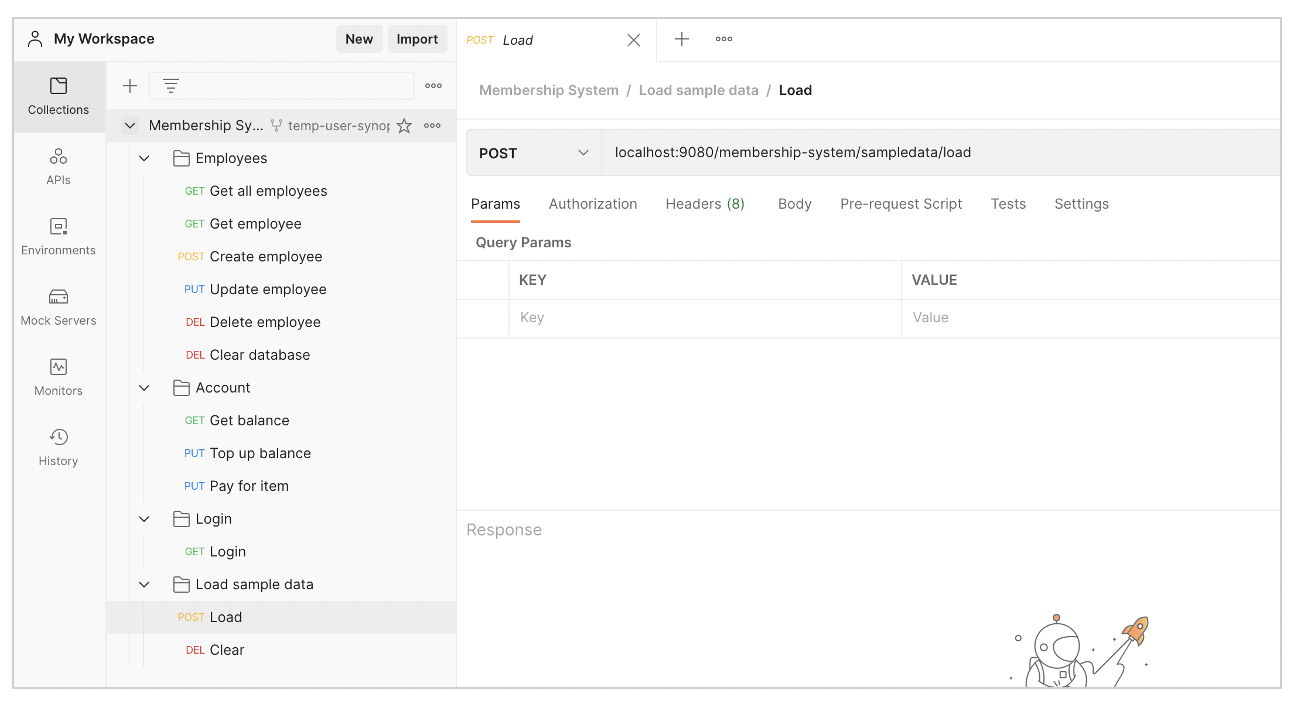 My Workspace
New
Import
POST Load
Collections
APIs
Environments
Mock Servers
Monitors
History
Membership Sy... temp-user-synop
Employees
GET Get all employees
GET Get employee
POST Create employee
PUT Update employee
DEL Delete employee
DEL Clear database
Account
GET Get balance
PUT Top up balance
PUT Pay for item
Login
GET Login
Load sample data
POST Load
DEL Clear
Membership System / Load sample data / Load
POST localhost:9080/membership-system/sampledata/load
Params Authorization Headers (8) Body Pre-request Script Tests Settings
Query Params
KEY VALUE
Key Value
Response